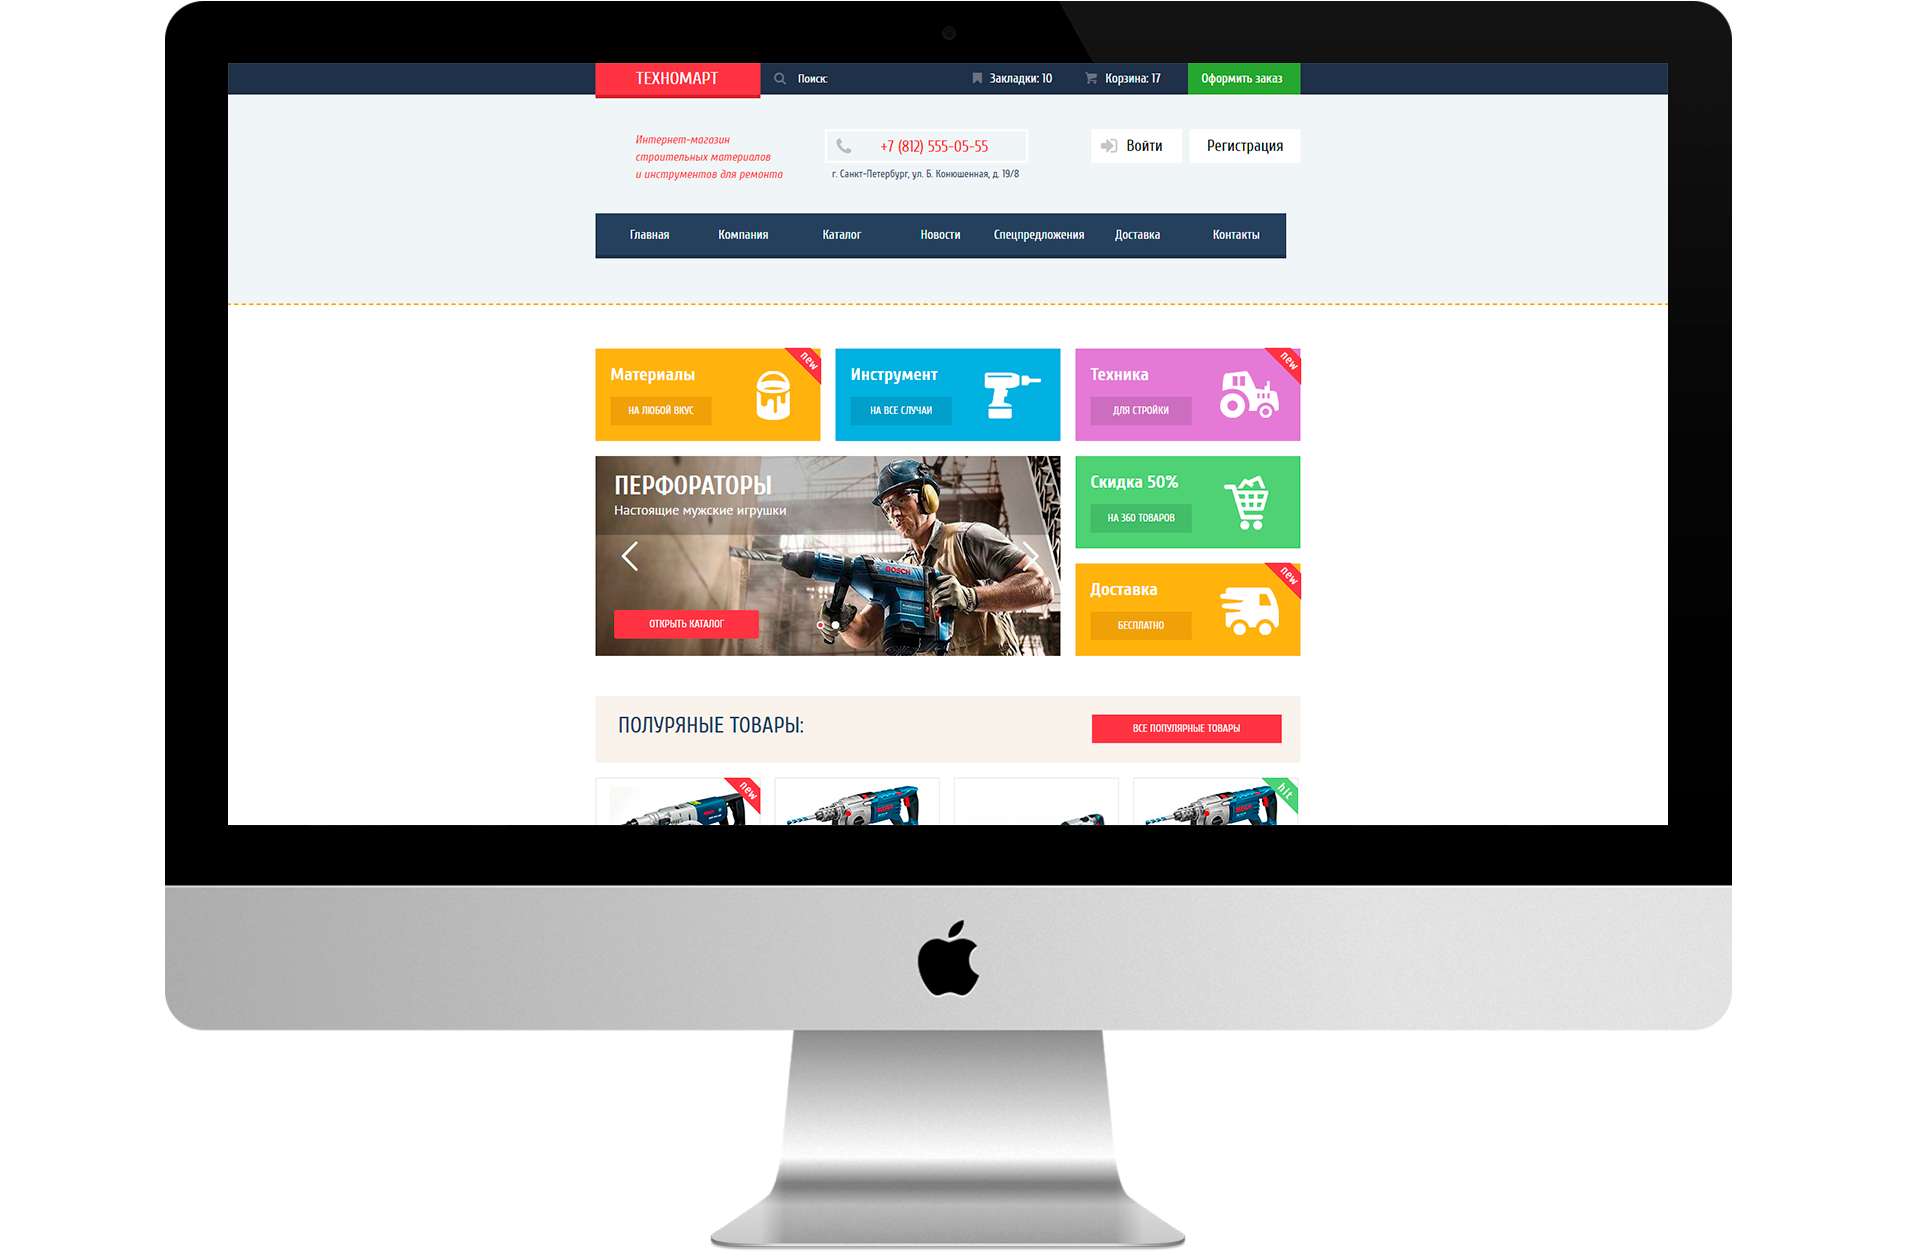 ТЕХНОМАРТ
Поиск:
Закладки: 10
Корзина: 17
Оформить заказ
Интернет-магазин
строительных материалов
и инструментов для ремонта
+7 (812) 555-05-55
г. Санкт-Петербург, ул. Б. Конюшенная, д. 19/8
Войти
Регистрация
Главная
Компания
Каталог
Новости
Спецпредложения
Доставка
Контакты
Материалы
НА ЛЮБОЙ ВКУС
new
Инструмент
НА ВСЕ СЛУЧАИ
Техника
ДЛЯ СТРОЙКИ
new
ПЕРФОРАТОРЫ
Настоящие мужские игрушки
BOSCH
ОТКРЫТЬ КАТАЛОГ
Скидка 50%
НА 360 ТОВАРОВ
Доставка
БЕСПЛАТНО
new
ПОЛУРЯНЫЕ ТОВАРЫ:
ВСЕ ПОПУЛЯРНЫЕ ТОВАРЫ
new
hit